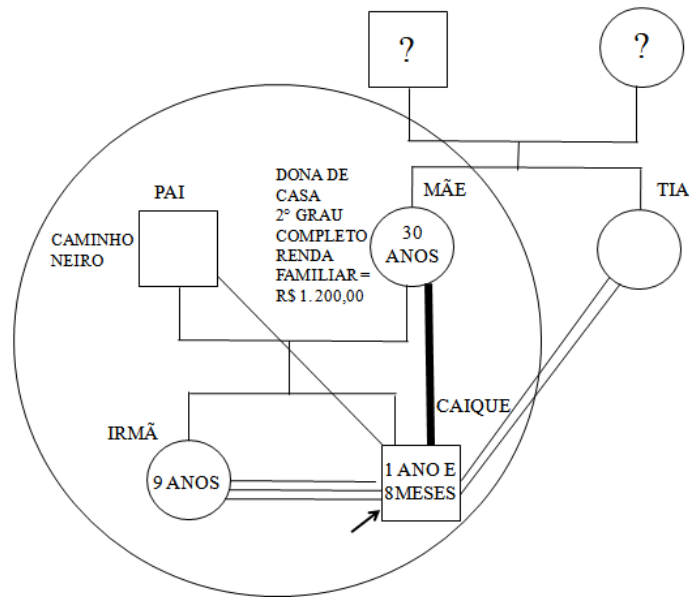 ?
?
DONA DE
CASA
2° GRAU
COMPLETO
RENDA
FAMILIAR =
R$ 1.200,00
MÃE
TIA
PAI
CAMINHO
NEIRO
30
ANOS
CAIQUE
IRMÃ
9 ANOS
1 ANO E
8 MESES